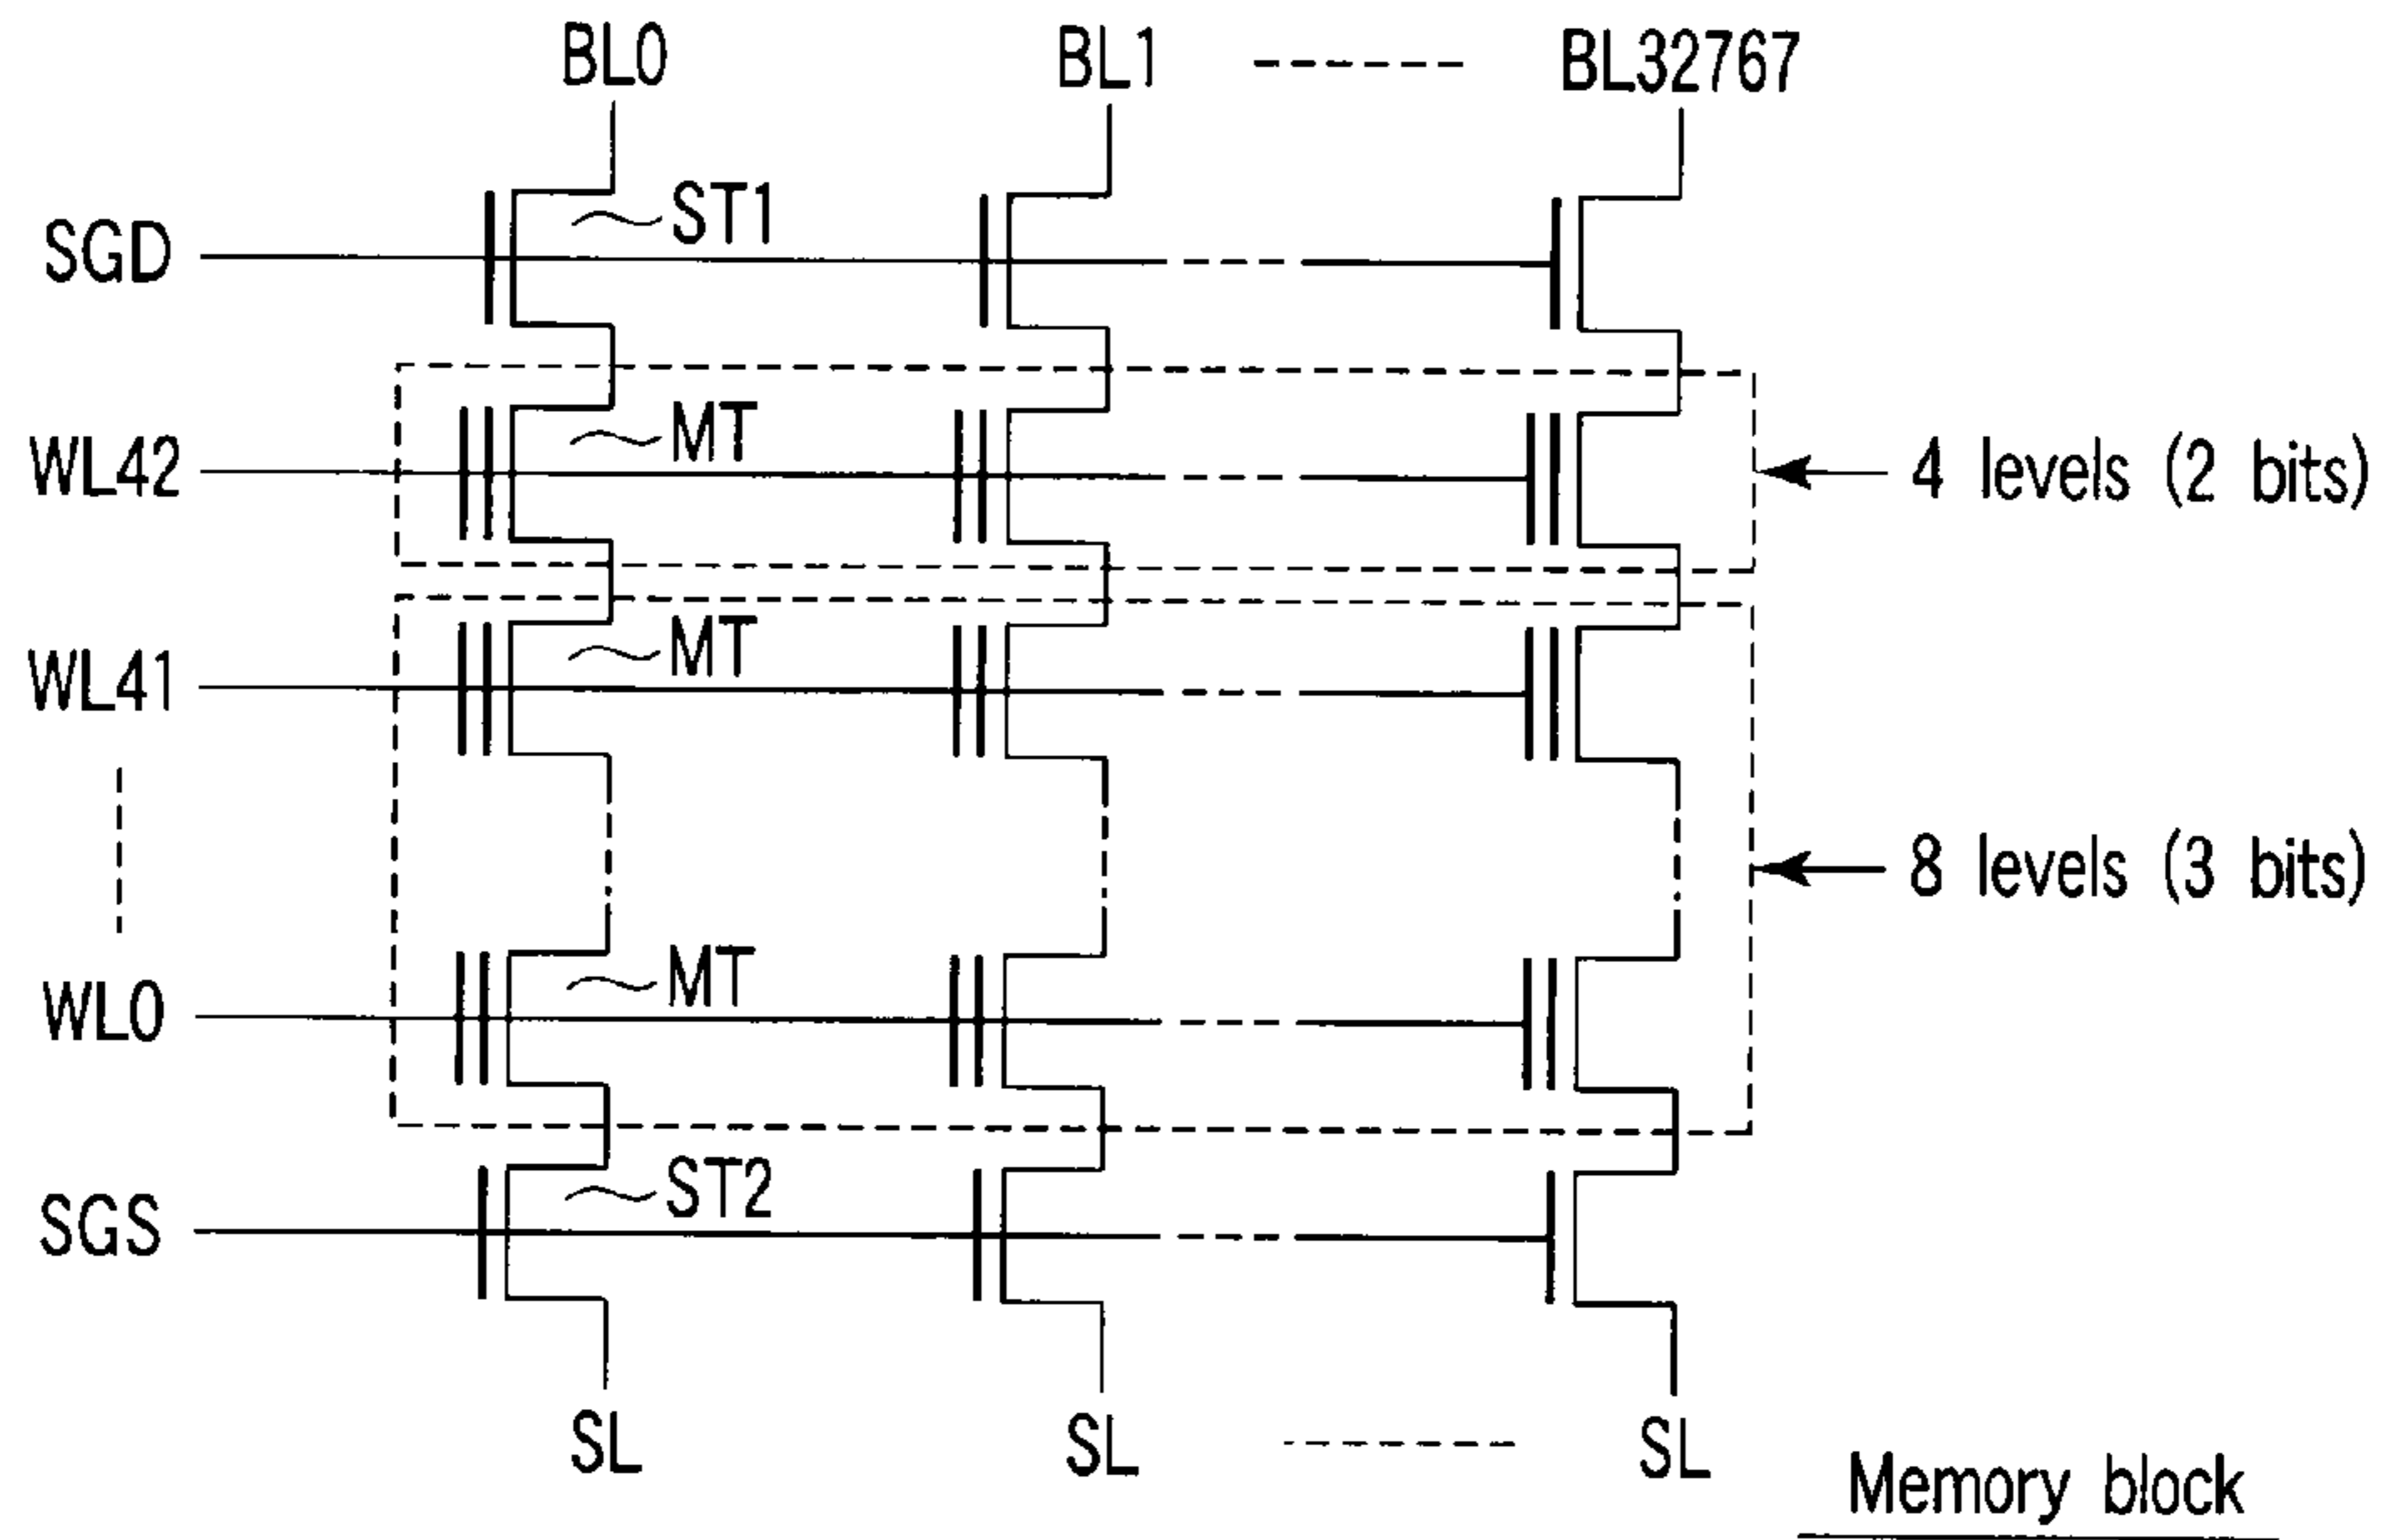 BL0 BL1 BL32767
ST1
SGD
MT
WL42 4 levels (2 bits)
MT
WL41
8 levels (3 bits)
MT
WL0
ST2
SGS
SL SL SL
Memory block